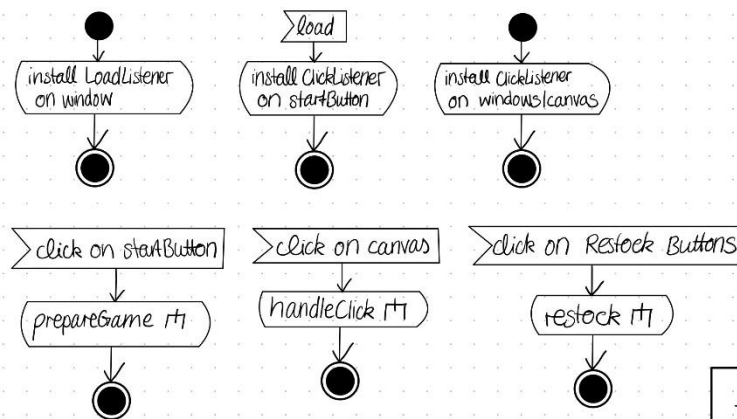 load
install LoadListener
on window
install ClickListener
on startButton
install ClickListener
on windows/canvas
click on startButton
click on canvas
click on Restock Buttons
prepareGame
handleClick
restock